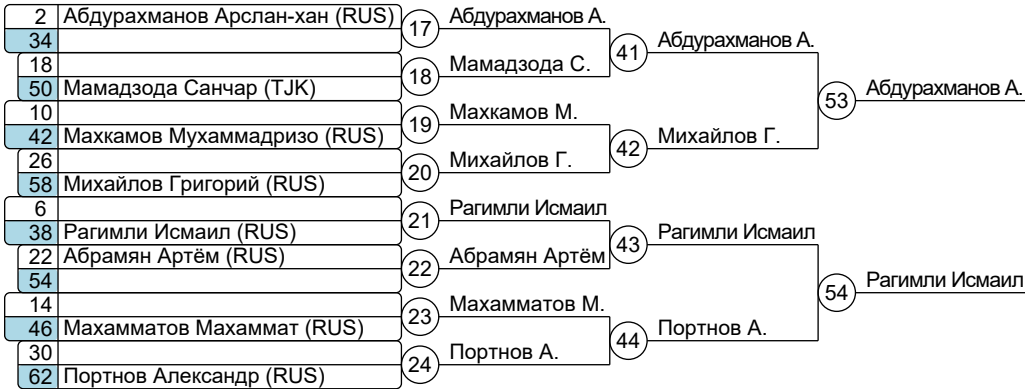 2 Абдурахманов Арслан-хан (RUS)
34
17
Абдурахманов А.
18
50 Мамадзода Санчар (TJK)
18
Мамадзода С.
41
Абдурахманов А.
10
42 Махкамов Мухаммадризо (RUS)
19
Махкамов М.
26
58 Михайлов Григорий (RUS)
20
Михайлов Г.
42
Михайлов Г.
53
Абдурахманов А.
6
38 Рагимли Исмаил (RUS)
21
Рагимли Исмаил
22 Абрамян Артём (RUS)
54
22
Абрамян Артём
43
Рагимли Исмаил
14
46 Махамматов Махаммат (RUS)
23
Махамматов М.
30
62 Портнов Александр (RUS)
24
Портнов А.
44
Портнов А.
54
Рагимли Исмаил